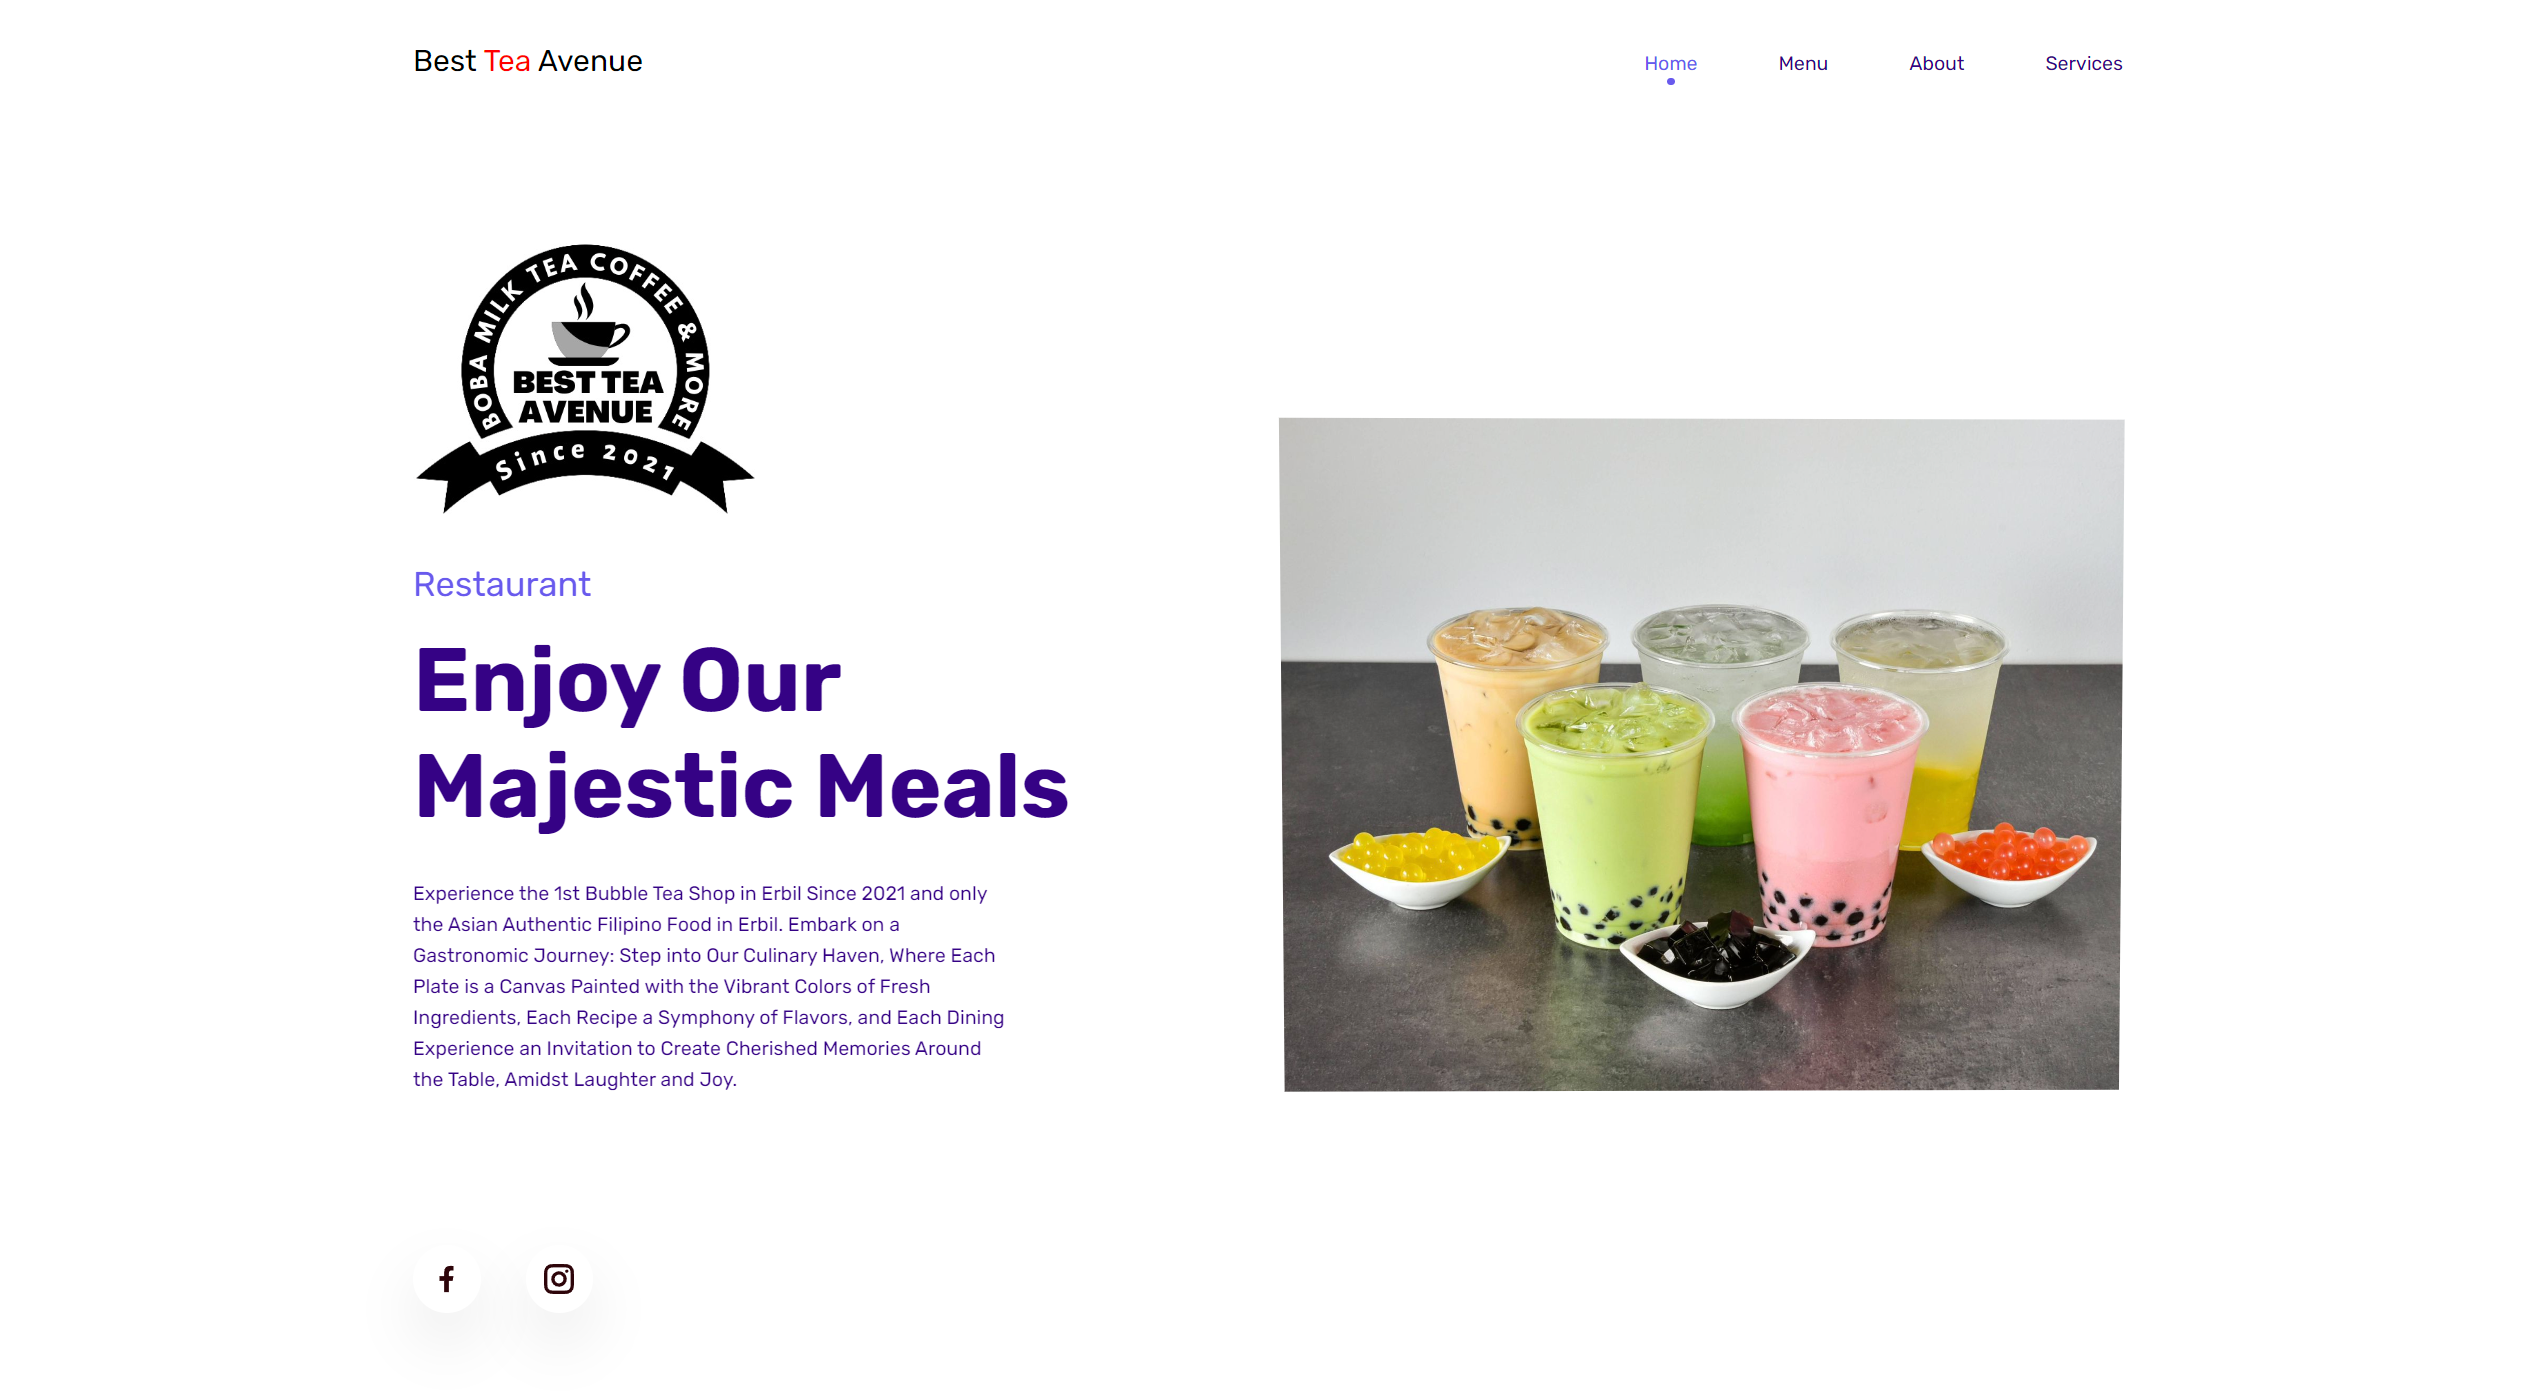 Best Tea Avenue
Home Menu About Services
BOBA MILK TEA COFFEE & MORE
BEST TEA
AVENUE
Since 2021
Restaurant
Enjoy Our
Majestic Meals
Experience the 1st Bubble Tea Shop in Erbil Since 2021 and only
the Asian Authentic Filipino Food in Erbil. Embark on a
Gastronomic Journey: Step into Our Culinary Haven, Where Each
Plate is a Canvas Painted with the Vibrant Colors of Fresh
Ingredients, Each Recipe a Symphony of Flavors, and Each Dining
Experience an Invitation to Create Cherished Memories Around
the Table, Amidst Laughter and Joy.